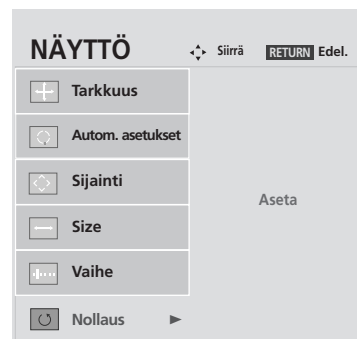 NÄYTTÖ Siirrä RETURN Edel.
Tarkkuus
Autom. asetukset
Sijainti
Aseta
Size
Vaihe
Nollaus